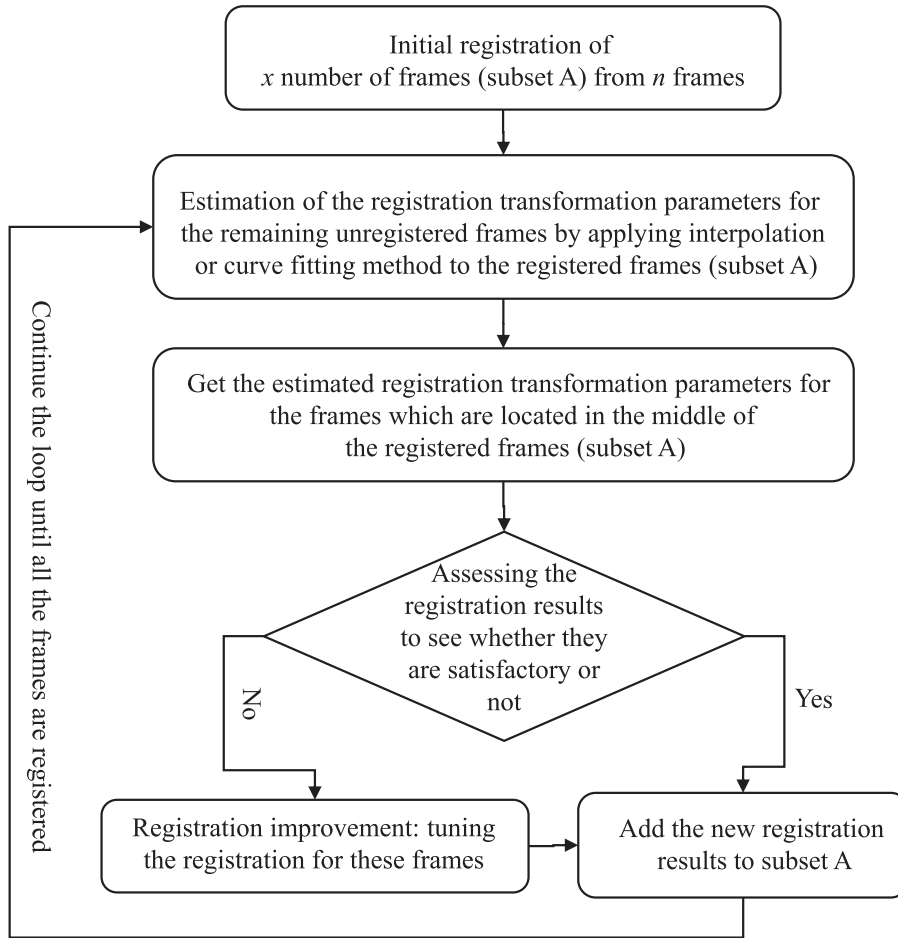 Initial registration of
x number of frames (subset A) from n frames
Estimation of the registration transformation parameters for
the remaining unregistered frames by applying interpolation
or curve fitting method to the registered frames (subset A)
Get the estimated registration transformation parameters for
the frames which are located in the middle of
the registered frames (subset A)
Assessing the
registration results
to see whether they
are satisfactory or
not
No
Yes
Registration improvement: tuning
the registration for these frames
Add the new registration
results to subset A
Continue the loop until all the frames are registered